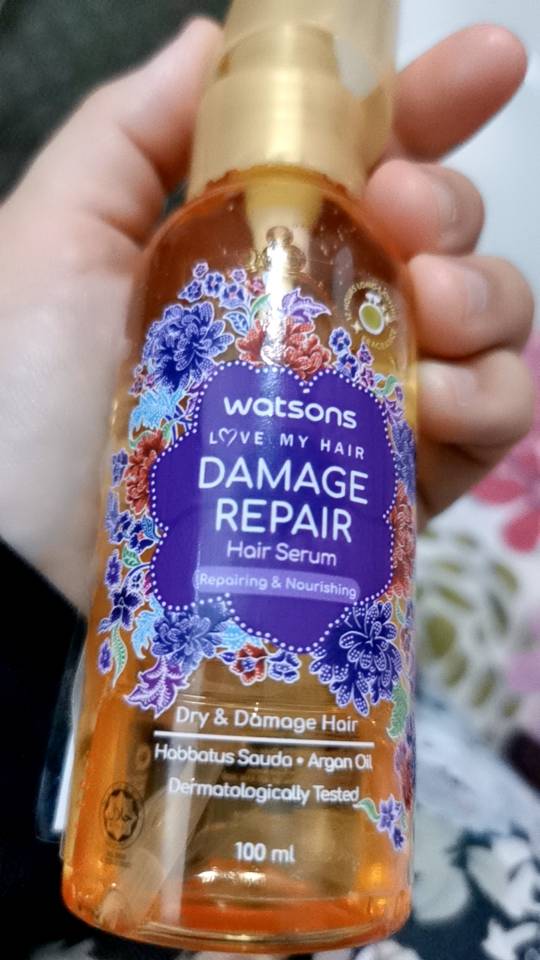 watsons
LOVE MY HAIR
DAMAGE
REPAIR
Hair Serum
Repairing & Nourishing
Dry & Damage Hair
Habbatus Sauda • Argan Oil
Dermatologically Tested
100 ml